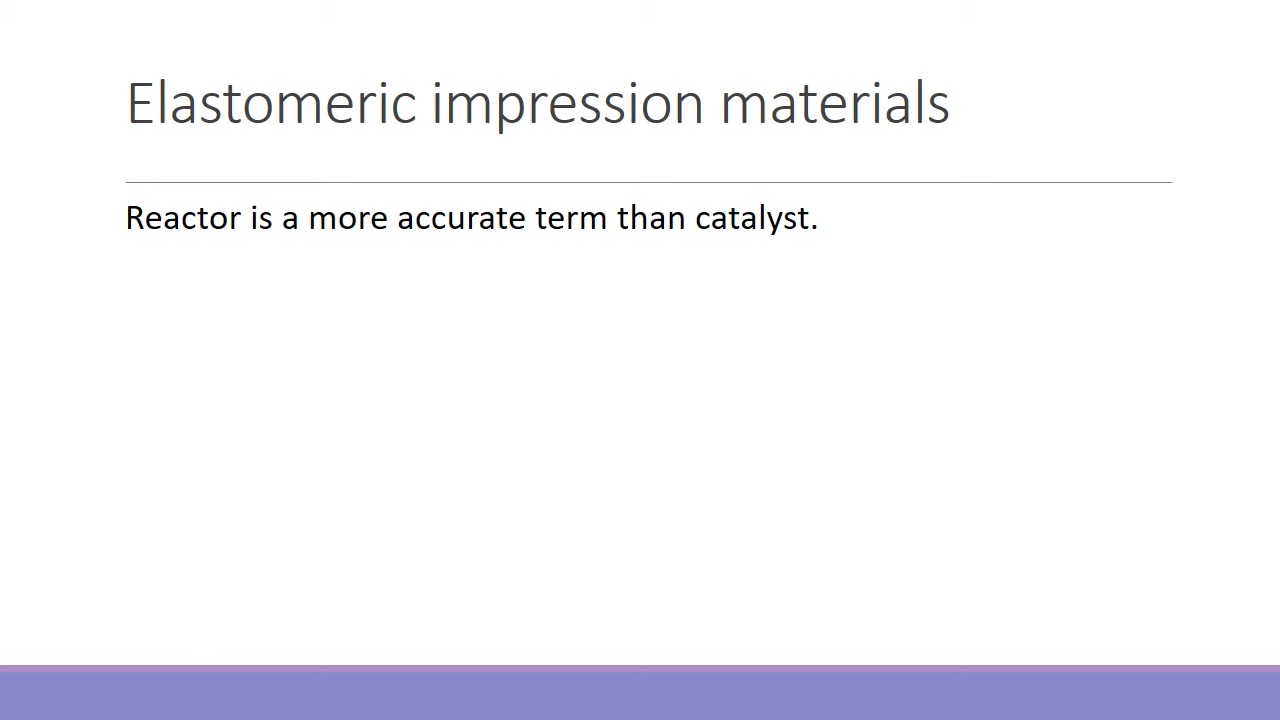 Elastomeric impression materials
Reactor is a more accurate term than catalyst.